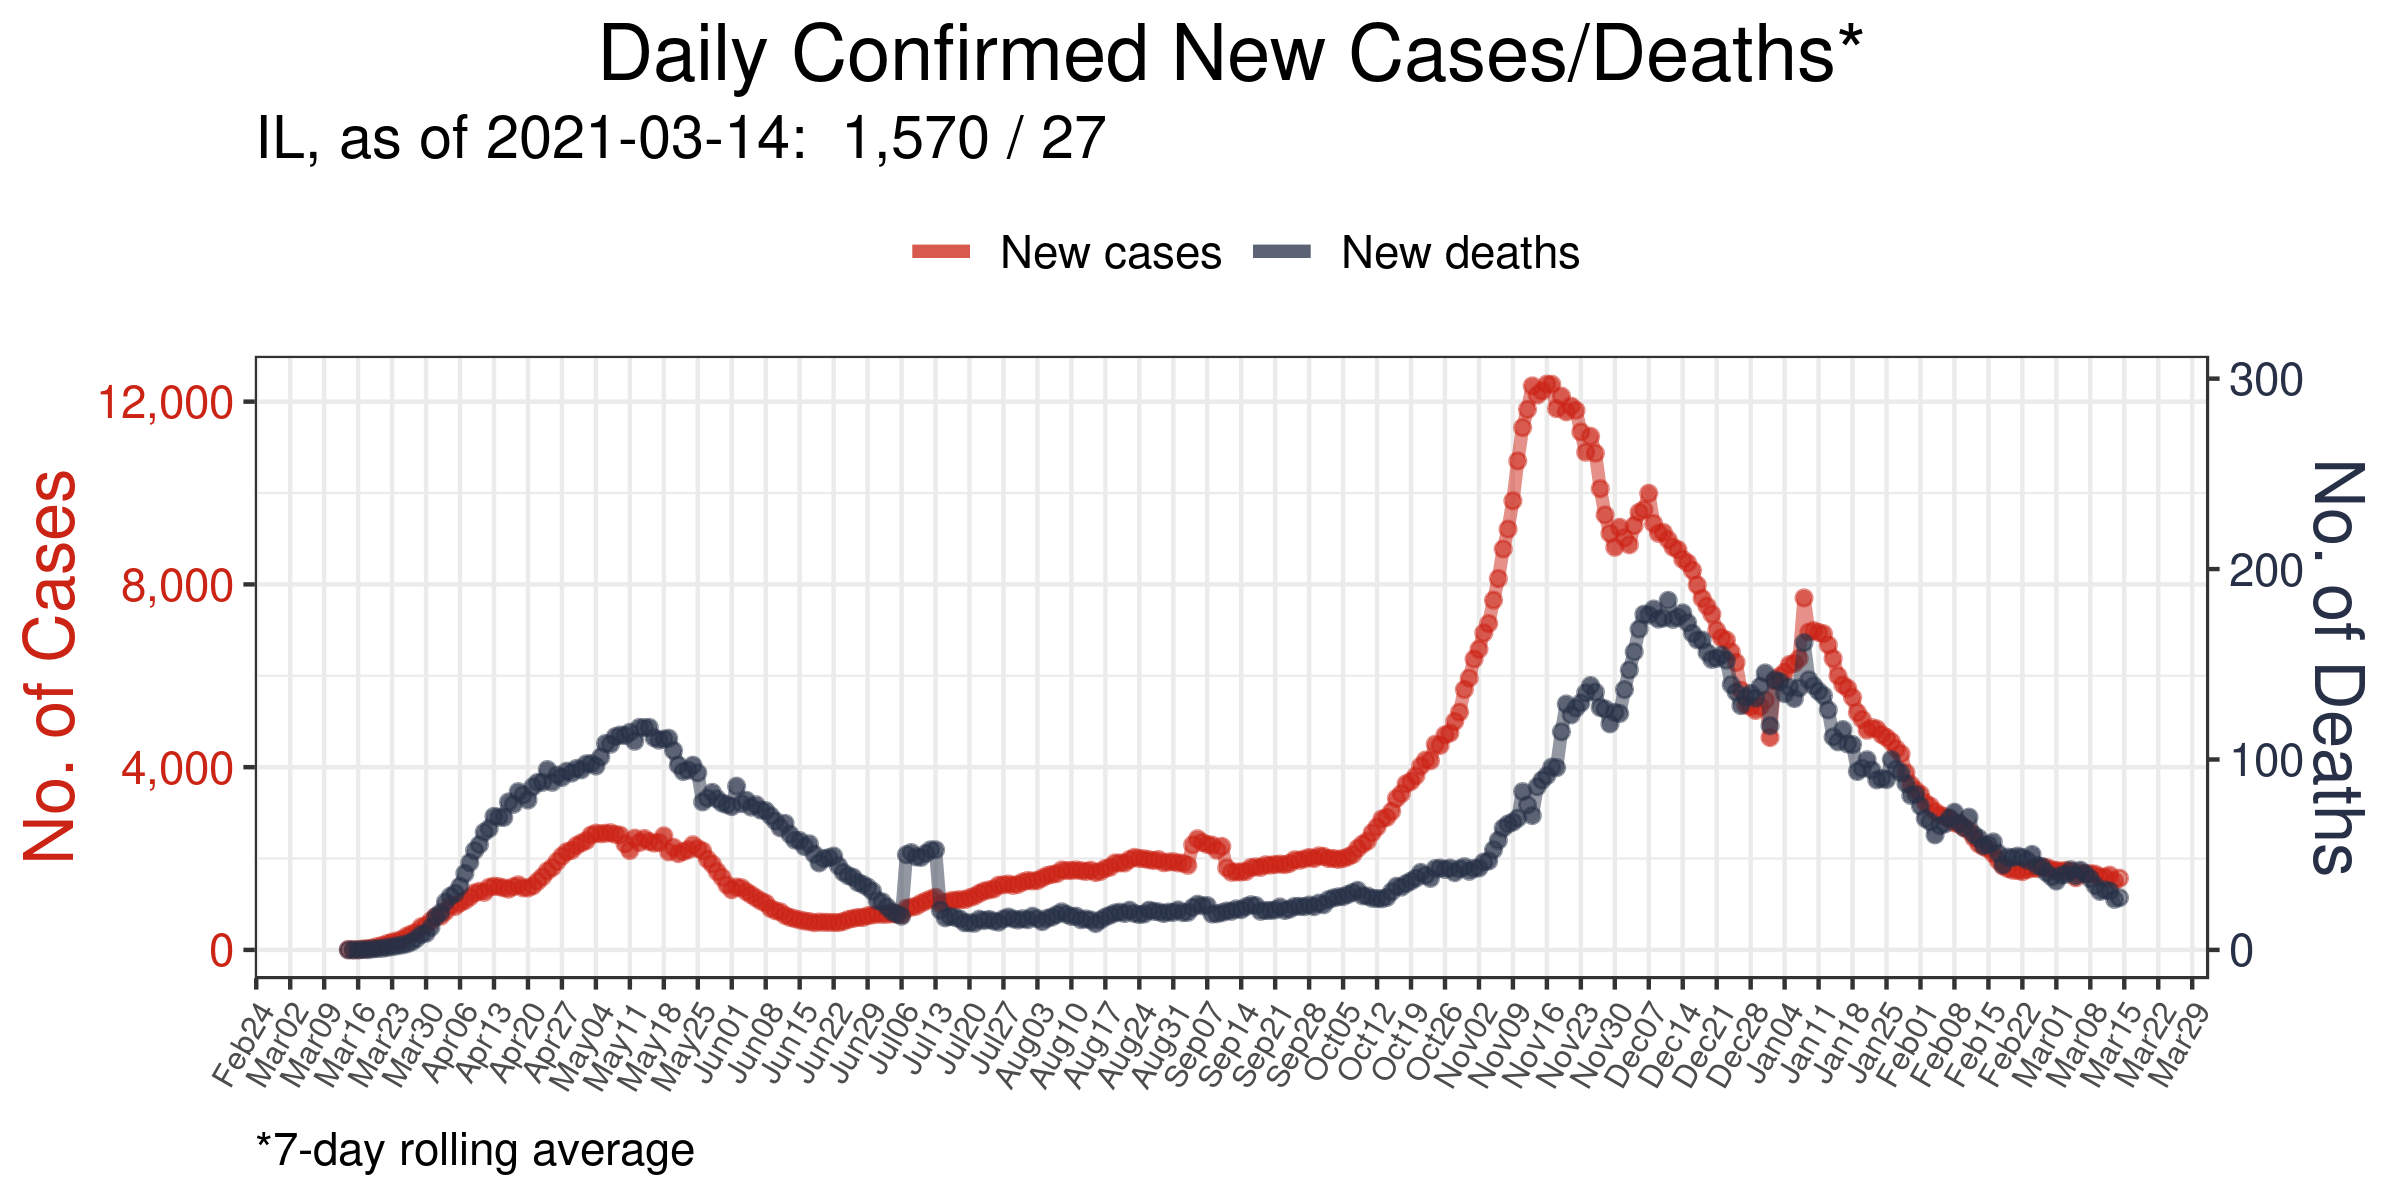 Daily Confirmed New Cases/Deaths*
IL, as of 2021-03-14:  1,570 / 27
New cases
New deaths
No. of Cases
12,000
8,000
4,000
0
300
200
100
0
No. of Deaths
Feb24
Mar02
Mar09
Mar16
Mar23
Mar30
Apr06
Apr13
Apr20
Apr27
May04
May11
May18
May25
Jun01
Jun08
Jun15
Jun22
Jun29
Jul06
Jul13
Jul20
Jul27
Aug03
Aug10
Aug17
Aug24
Aug31
Sep07
Sep14
Sep21
Sep28
Oct05
Oct12
Oct19
Oct26
Nov02
Nov09
Nov16
Nov23
Nov30
Dec07
Dec14
Dec21
Dec28
Jan04
Jan11
Jan18
Jan25
Feb01
Feb08
Feb15
Feb22
Mar01
Mar08
Mar15
Mar22
Mar29
*7-day rolling average